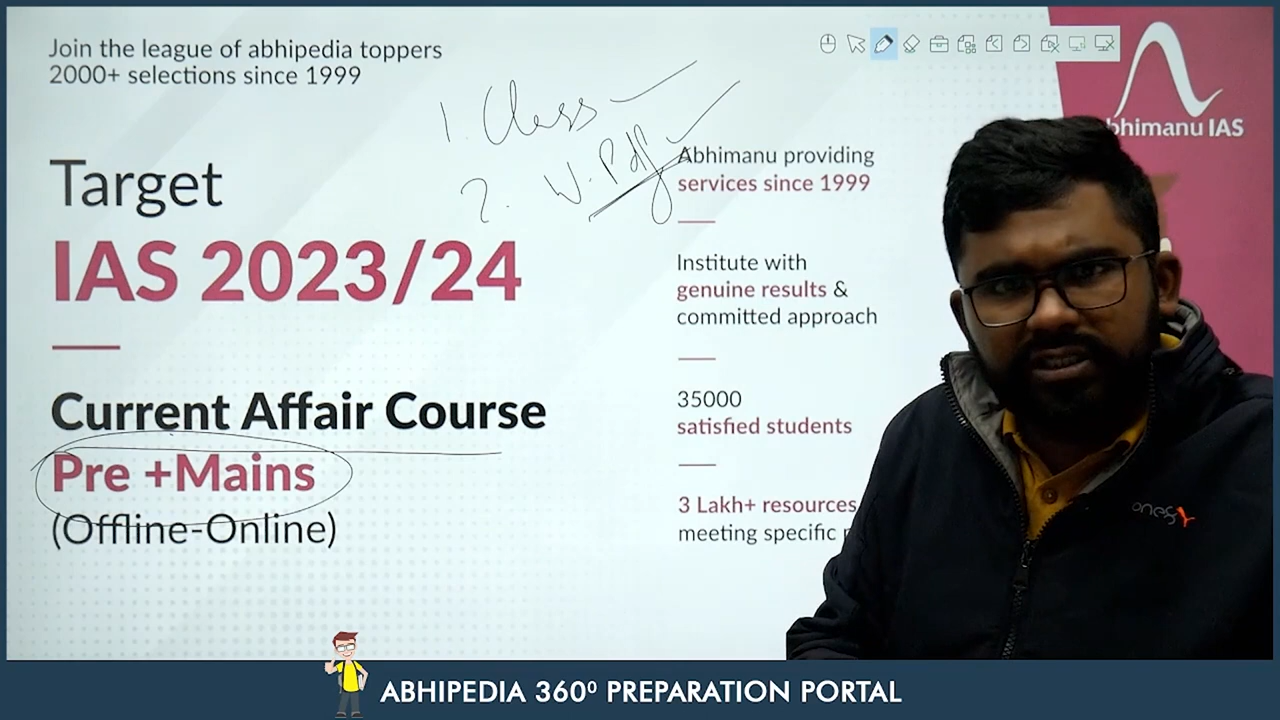 Join the league of abhipedia toppers
2000+ selections since 1999
1. Class
2. W. Pdf
Target
IAS 2023/24
Current Affair Course
Pre +Mains
(Offline-Online)
Abhimanu providing
services since 1999
Institute with
genuine results &
committed approach
35000
satisfied students
3 Lakh+ resources
meeting specific
bhimanu IAS
onessy
ABHIPEDIA 360⁰ PREPARATION PORTAL